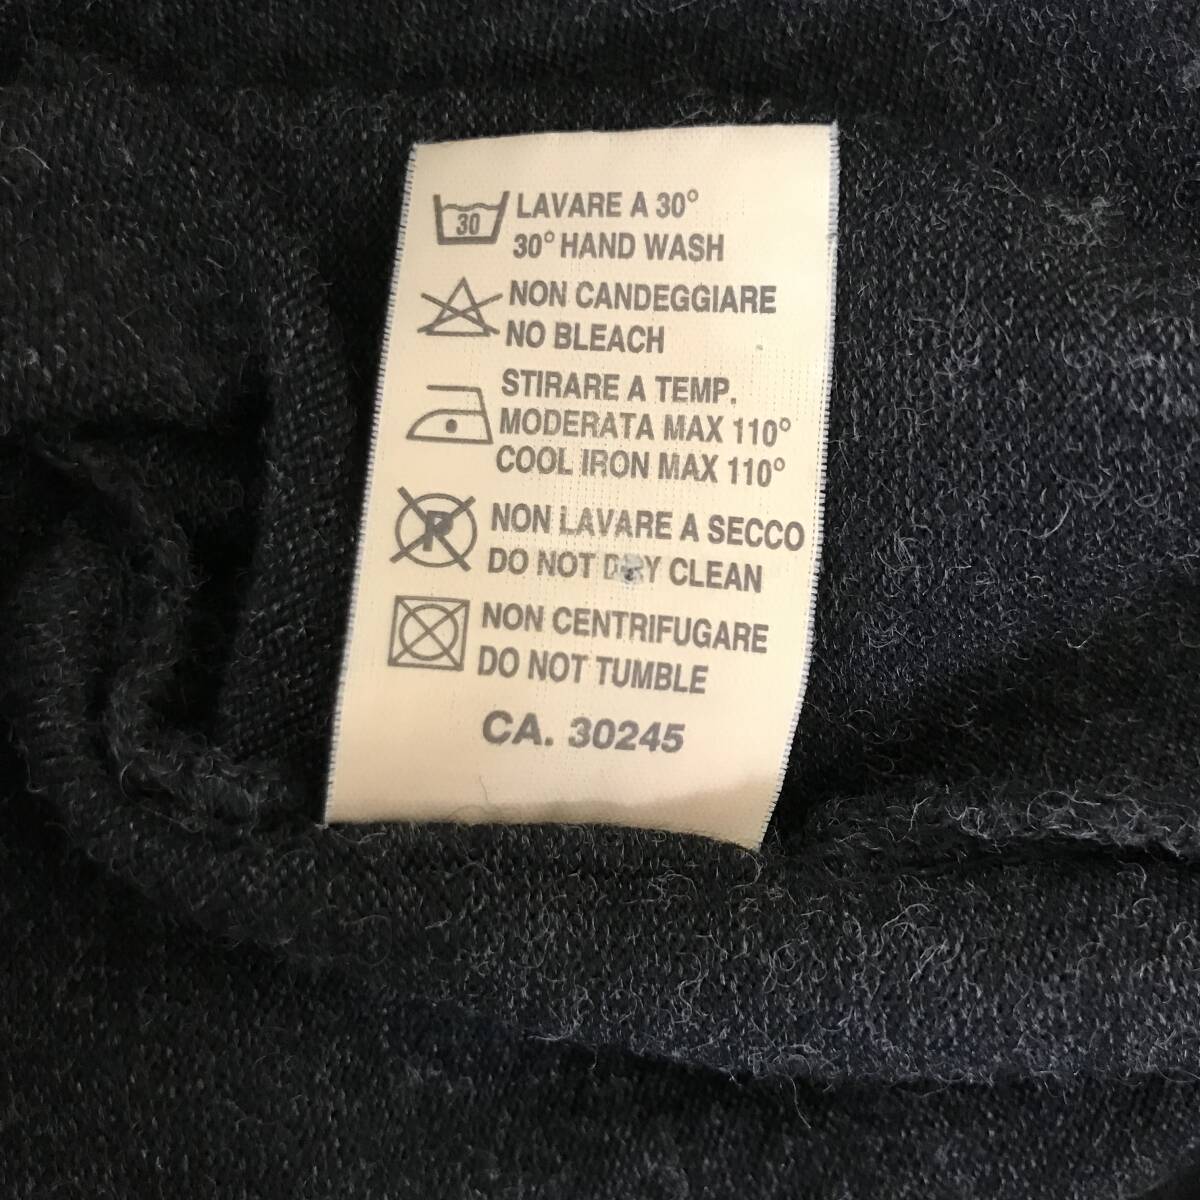 30 LAVARE A 30°
30° HAND WASH
NON CANDEGGIARE
NO BLEACH
STIRARE A TEMP.
MODERATA MAX 110°
COOL IRON MAX 110°
P NON LAVARE A SECCO
DO NOT DRY CLEAN
NON CENTRIFUGARE
DO NOT TUMBLE
CA. 30245